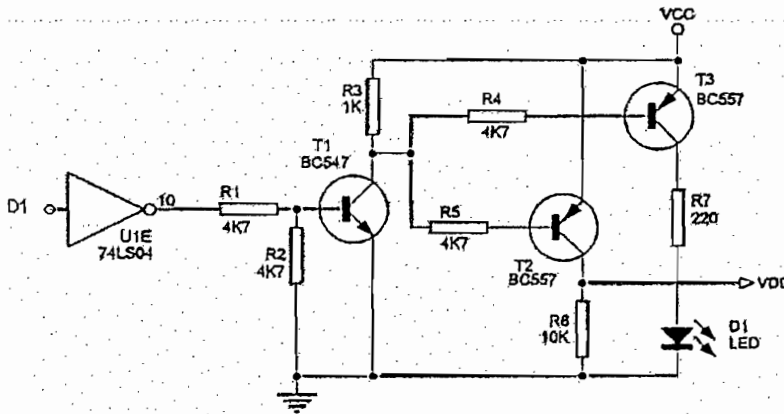 VCC
T3
BC557
R3
1K
R4
4K7
T1
BC547
D1
10
R1
4K7
U1E
74LS04
R2
4K7
R5
4K7
T2
BC557
R7
220
VDD
R6
10K
D1
LED